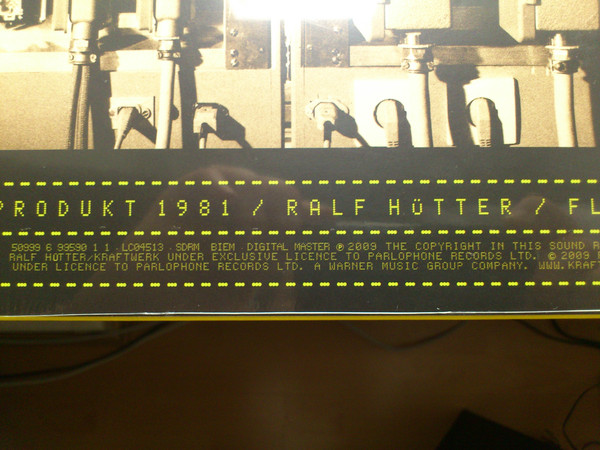 PRODUKT 1981 / RALF HÜTTER / FL
50999 6 99590 1 1 · LC04513 · SDRM BIEM · DIGITAL MASTER ℗ 2009 THE COPYRIGHT IN THIS SOUND R
RALF HÜTTER/KRAFTWERK UNDER EXCLUSIVE LICENCE TO PARLOPHONE RECORDS LTD. © 2009
UNDER LICENCE TO PARLOPHONE RECORDS LTD. A WARNER MUSIC GROUP COMPANY. WWW.KRAF